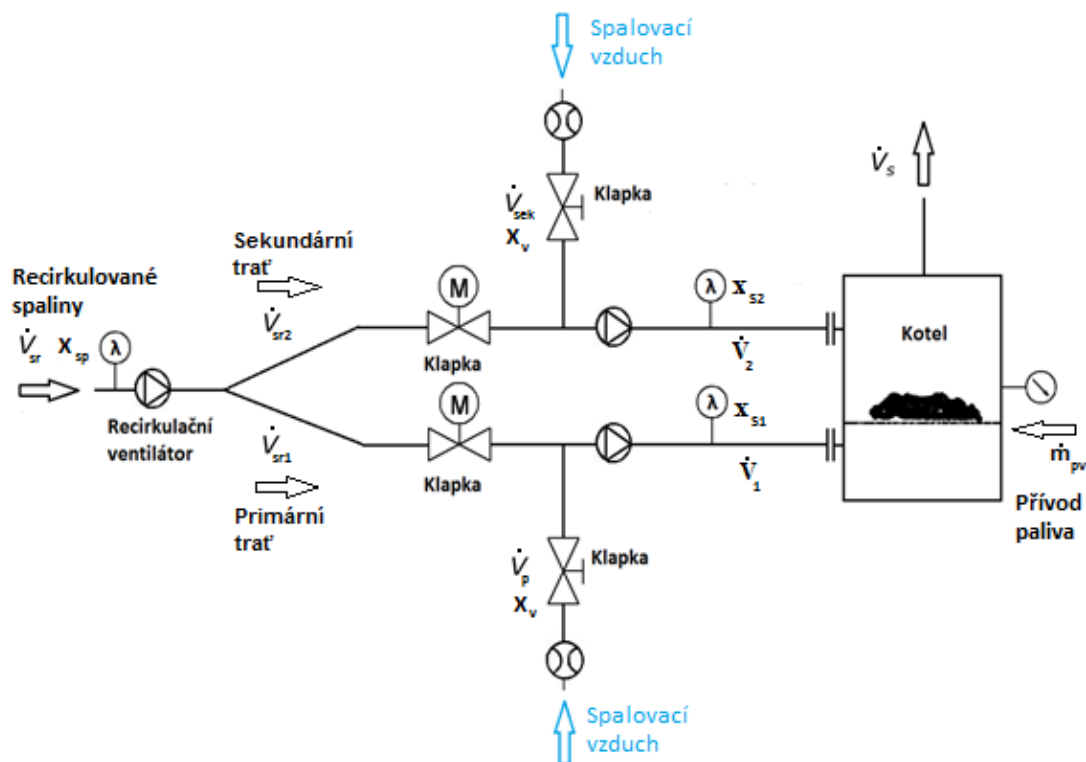 Spalovací
vzduch
V̇s
V̇sek
Klapka
Xv
Sekundární
trať
Recirkulované
spaliny
V̇sr Xsp λ
V̇sr2
M
Klapka
λ XS2
V̇2
Kotel
Recirkulační
ventilátor
V̇sr1
M
Klapka
λ XS1
V̇1
ṁpv
Přívod
paliva
Primární
trať
V̇p
Klapka
Xv
Spalovací
vzduch